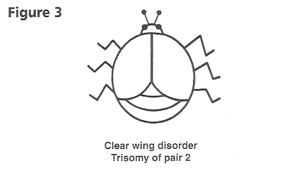 Figure 3
Clear wing disorder
Trisomy of pair 2